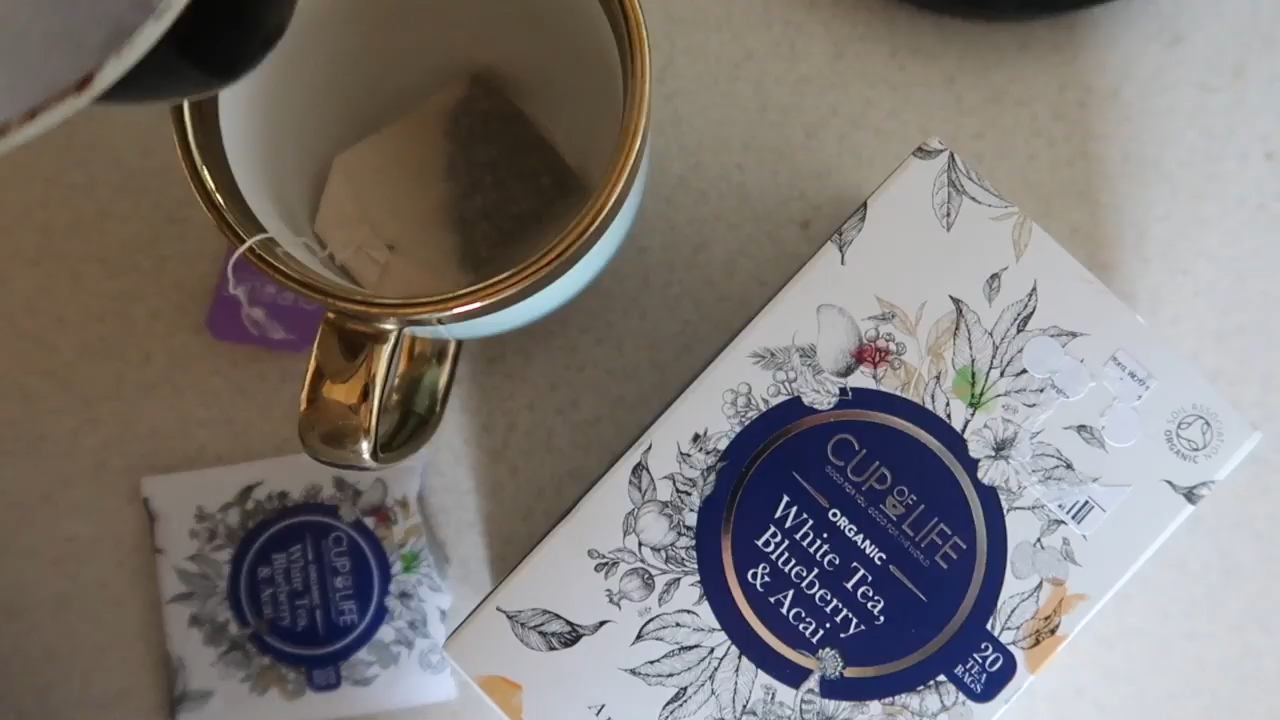 CUP OF LIFE
GOOD FOR YOU GOOD FOR THE WORLD
ORGANIC
White Tea,
Blueberry
& Acai
20
TEA
BAGS
SOIL ASSOCIATION
ORGANIC
CUP OF LIFE
ORGANIC
White Tea,
Blueberry
& Acai